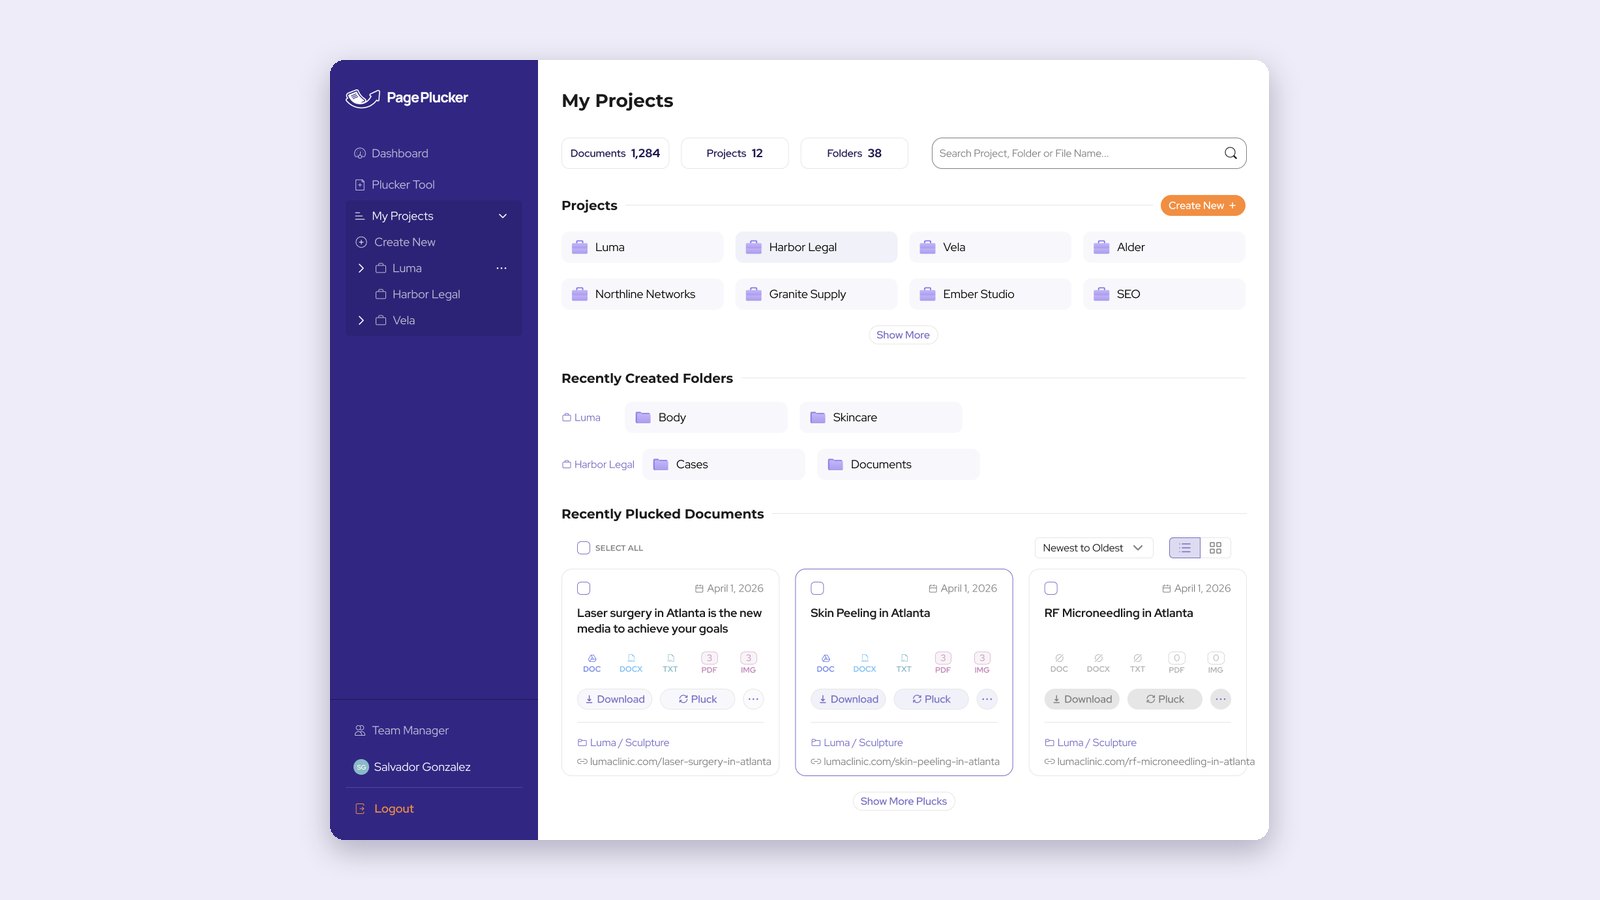 PagePlucker
Dashboard
Plucker Tool
My Projects
Create New
Luma
Harbor Legal
Vela
Team Manager
SG Salvador Gonzalez
Logout
My Projects
Documents 1,284
Projects 12
Folders 38
Search Project, Folder or File Name...
Projects
Create New +
Luma
Harbor Legal
Vela
Alder
Northline Networks
Granite Supply
Ember Studio
SEO
Show More
Recently Created Folders
Luma
Body
Skincare
Harbor Legal
Cases
Documents
Recently Plucked Documents
SELECT ALL
Newest to Oldest
April 1, 2026
Laser surgery in Atlanta is the new
media to achieve your goals
3 3
DOC DOCX TXT PDF IMG
Download Pluck
Luma / Sculpture
lumaclinic.com/laser-surgery-in-atlanta
April 1, 2026
Skin Peeling in Atlanta
3 3
DOC DOCX TXT PDF IMG
Download Pluck
Luma / Sculpture
lumaclinic.com/skin-peeling-in-atlanta
April 1, 2026
RF Microneedling in Atlanta
0 0
DOC DOCX TXT PDF IMG
Download Pluck
Luma / Sculpture
lumaclinic.com/rf-microneedling-in-atlanta
Show More Plucks